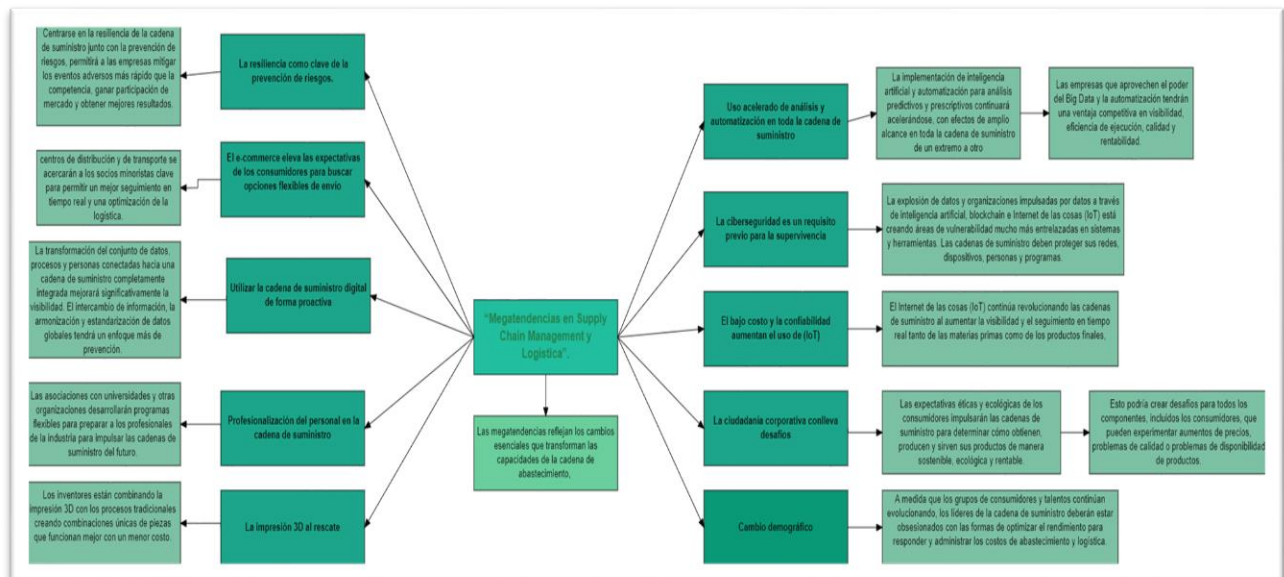 Centrarse en la resiliencia de la cadena
de suministro junto con la prevención de
riesgos, permitirá a las empresas mitigar
los eventos adversos más rápido que la
competencia, ganar participación de
mercado y obtener mejores resultados.
La resiliencia como clave de la
prevención de riesgos.
centros de distribución y de transporte se
acercarán a los socios minoristas clave
para permitir un mejor seguimiento en
tiempo real y una optimización de la
logística.
El e-commerce eleva las expectativas
de los consumidores para buscar
opciones flexibles de envío
La transformación del conjunto de datos,
procesos y personas conectadas hacia una
cadena de suministro completamente
integrada mejorará significativamente la
visibilidad. El intercambio de información, la
armonización y estandarización de datos
globales tendrá un enfoque más de
prevención.
Utilizar la cadena de suministro digital
de forma proactiva
Las asociaciones con universidades y otras
organizaciones desarrollarán programas
flexibles para preparar a los profesionales
de la industria para impulsar las cadenas de
suministro del futuro.
Profesionalización del personal en la
cadena de suministro
Los inventores están combinando la
impresión 3D con los procesos tradicionales
creando combinaciones únicas de piezas
que funcionan mejor con un menor costo.
La impresión 3D al rescate
"Megatendencias en Supply
Chain Management y
Logística".
Las megatendencias reflejan los cambios
esenciales que transforman las
capacidades de la cadena de
abastecimiento,
Uso acelerado de análisis y
automatización en toda la cadena de
suministro
La implementación de inteligencia
artificial y automatización para análisis
predictivos y prescriptivos continuará
acelerándose, con efectos de amplio
alcance en toda la cadena de suministro
de un extremo a otro
Las empresas que aprovechen el poder
del Big Data y la automatización tendrán
una ventaja competitiva en visibilidad,
eficiencia de ejecución, calidad y
rentabilidad.
La ciberseguridad es un requisito
previo para la supervivencia
La explosión de datos y organizaciones impulsadas por datos a través
de inteligencia artificial, blockchain e Internet de las cosas (IoT) está
creando áreas de vulnerabilidad mucho más entrelazadas en sistemas
y herramientas. Las cadenas de suministro deben proteger sus redes,
dispositivos, personas y programas.
El bajo costo y la confiabilidad
aumentan el uso de (IoT)
El Internet de las cosas (IoT) continúa revolucionando las cadenas
de suministro al aumentar la visibilidad y el seguimiento en tiempo
real tanto de las materias primas como de los productos finales,
La ciudadanía corporativa conlleva
desafíos
Las expectativas éticas y ecológicas de los
consumidores impulsarán las cadenas de
suministro para determinar cómo obtienen,
producen y sirven sus productos de manera
sostenible, ecológica y rentable.
Esto podría crear desafíos para todos los
componentes, incluidos los consumidores, que
pueden experimentar aumentos de precios,
problemas de calidad o problemas de disponibilidad
de productos.
Cambio demográfico
A medida que los grupos de consumidores y talentos continúan
evolucionando, los líderes de la cadena de suministro deberán estar
obsesionados con las formas de optimizar el rendimiento para
responder y administrar los costos de abastecimiento y logística.